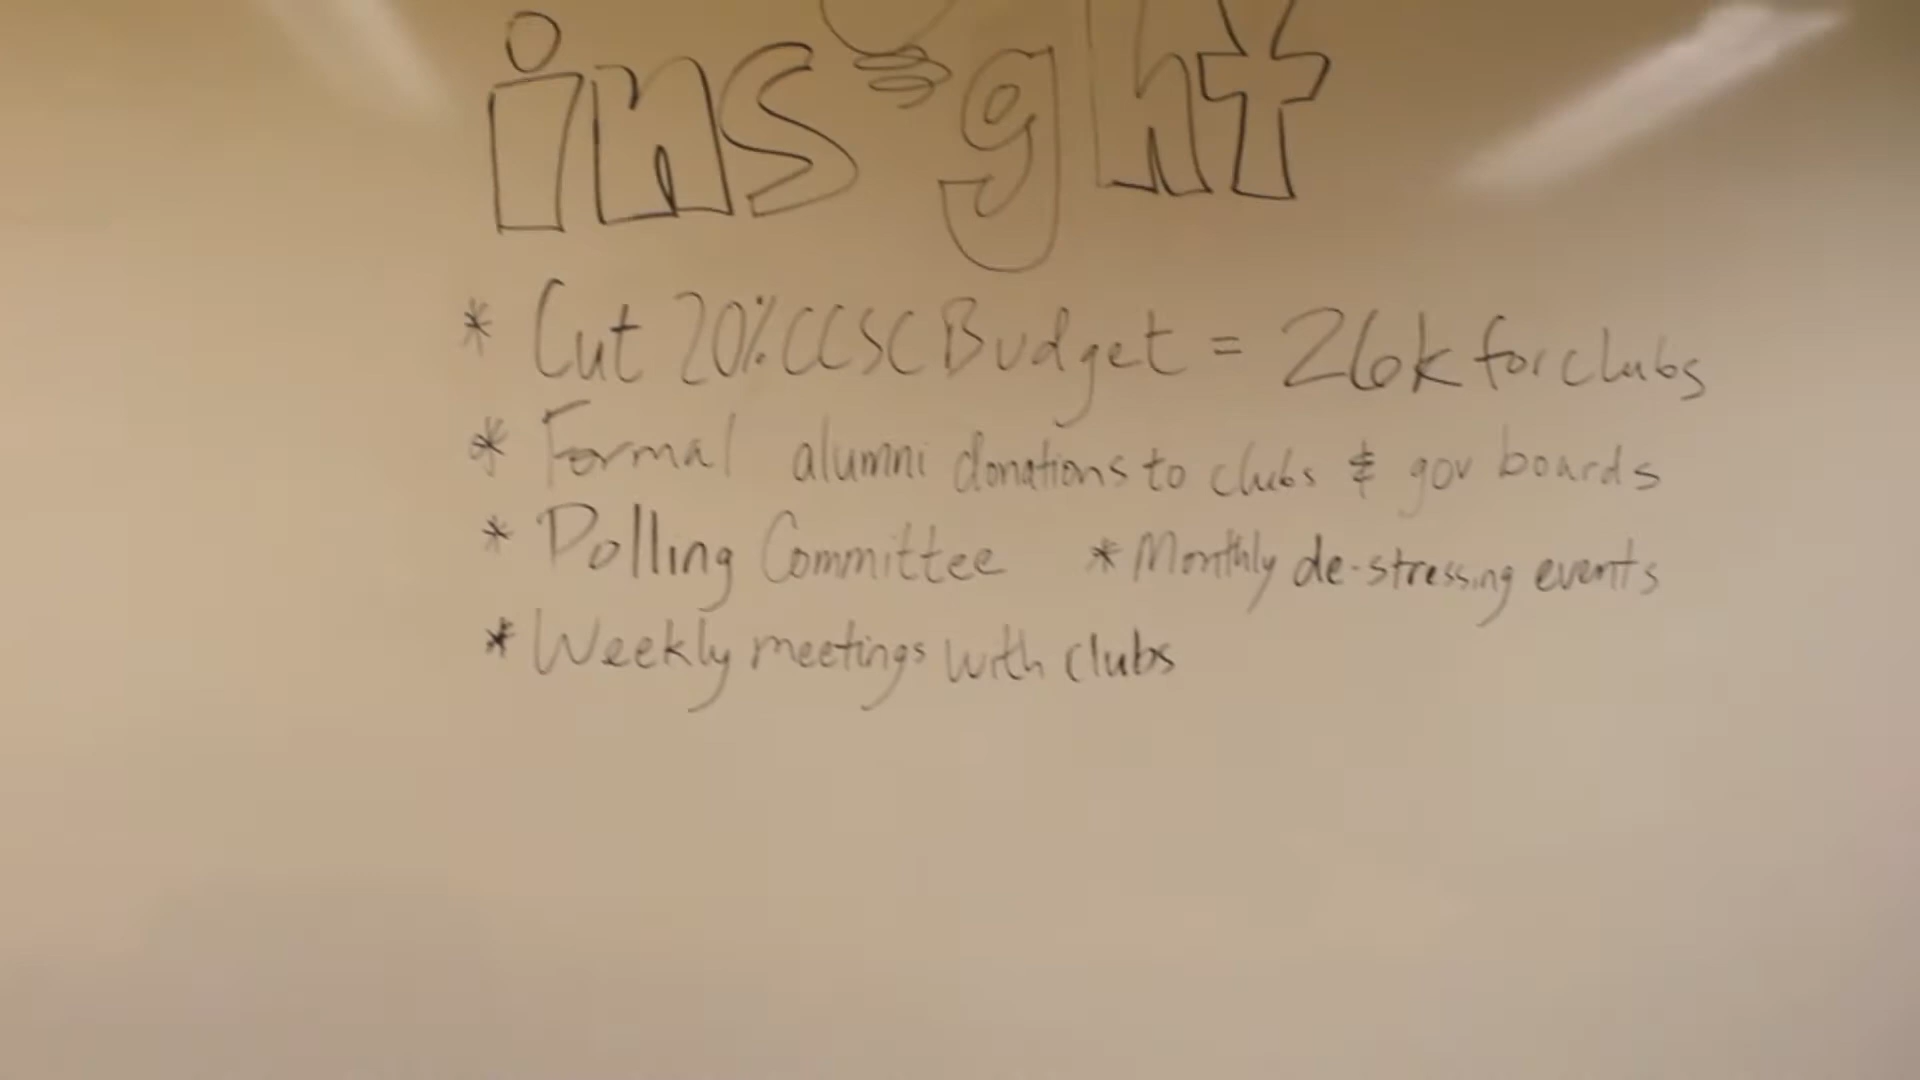 insight
* Cut 20% CCSC Budget = 26k for clubs
* Formal alumni donations to clubs & gov boards
* Polling Committee * Monthly de-stressing events
* Weekly meetings with clubs